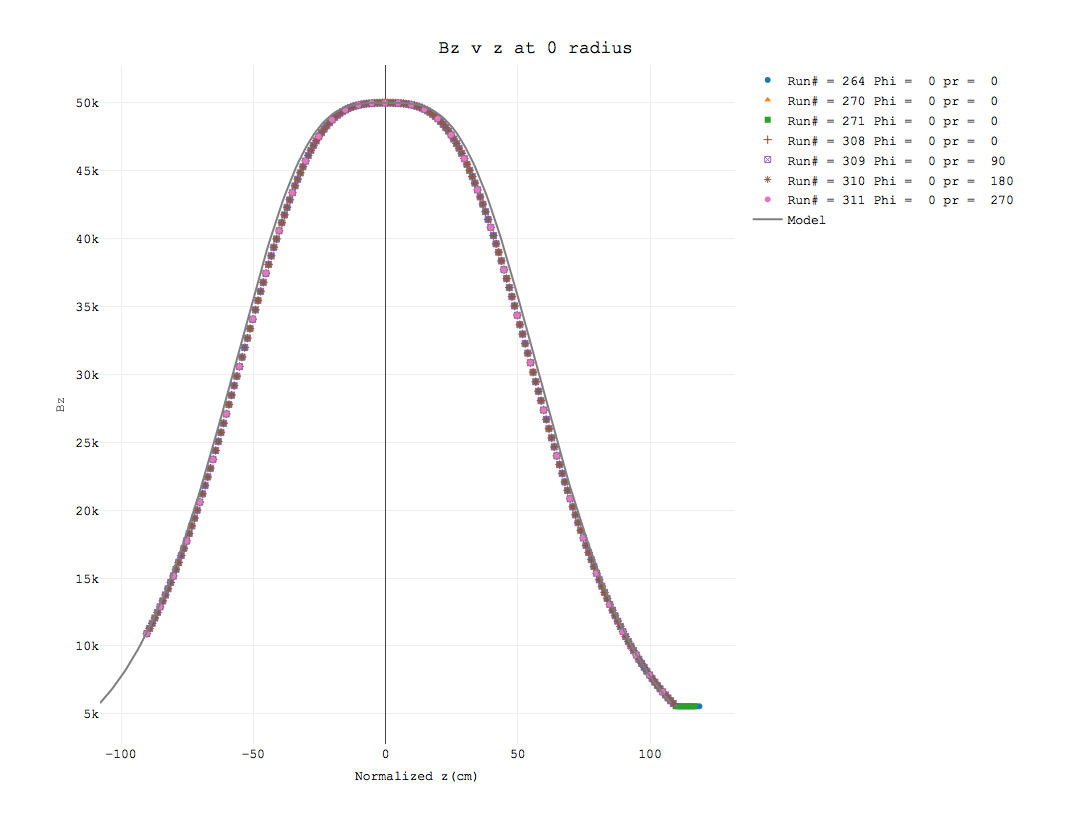 Bz v z at 0 radius
Run# = 264 Phi =  0 pr =  0
Run# = 270 Phi =  0 pr =  0
Run# = 271 Phi =  0 pr =  0
Run# = 308 Phi =  0 pr =  0
Run# = 309 Phi =  0 pr =  90
Run# = 310 Phi =  0 pr =  180
Run# = 311 Phi =  0 pr =  270
Model
50k
45k
40k
35k
30k
25k
20k
15k
10k
5k
Bz
−100 −50 0 50 100
Normalized z(cm)